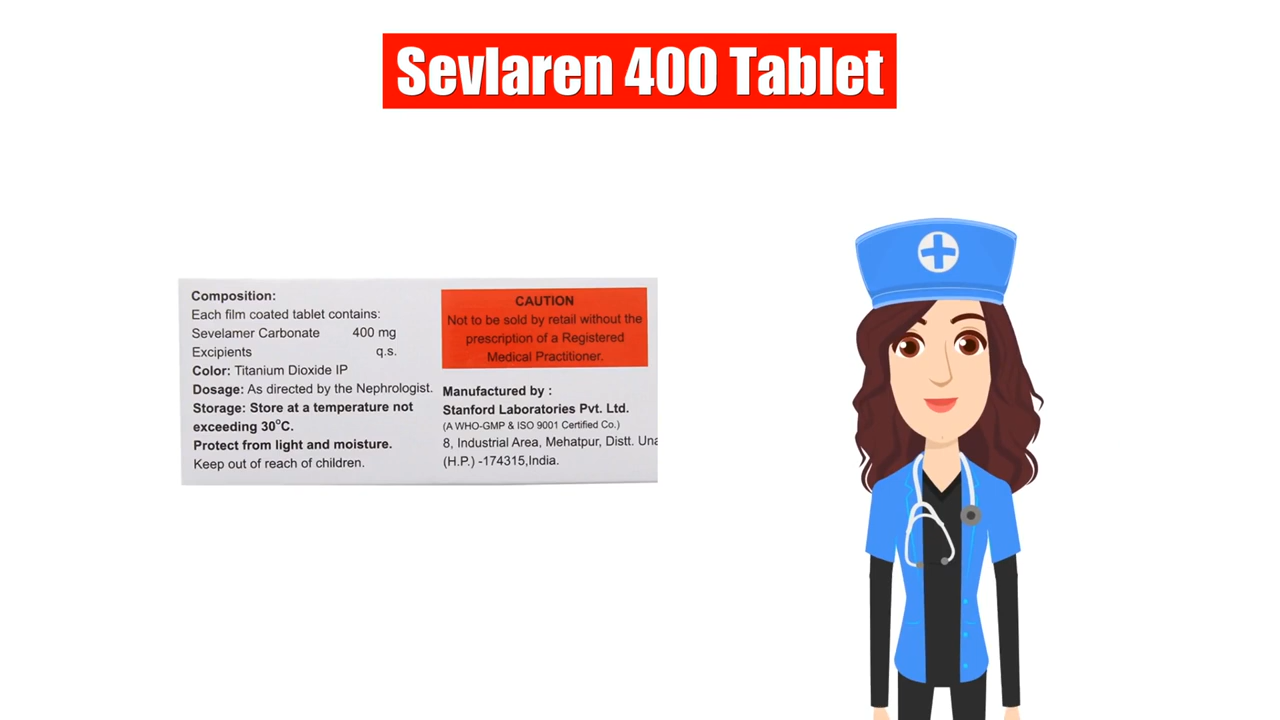 Sevlaren 400 Tablet
Composition:
Each film coated tablet contains:
Sevelamer Carbonate 400 mg
Excipients q.s.
Color: Titanium Dioxide IP
Dosage: As directed by the Nephrologist.
Storage: Store at a temperature not
exceeding 30°C.
Protect from light and moisture.
Keep out of reach of children.
CAUTION
Not to be sold by retail without the
prescription of a Registered
Medical Practitioner.
Manufactured by :
Stanford Laboratories Pvt. Ltd.
(A WHO-GMP & ISO 9001 Certified Co.)
8, Industrial Area, Mehatpur, Distt. Una
(H.P.) -174315,India.